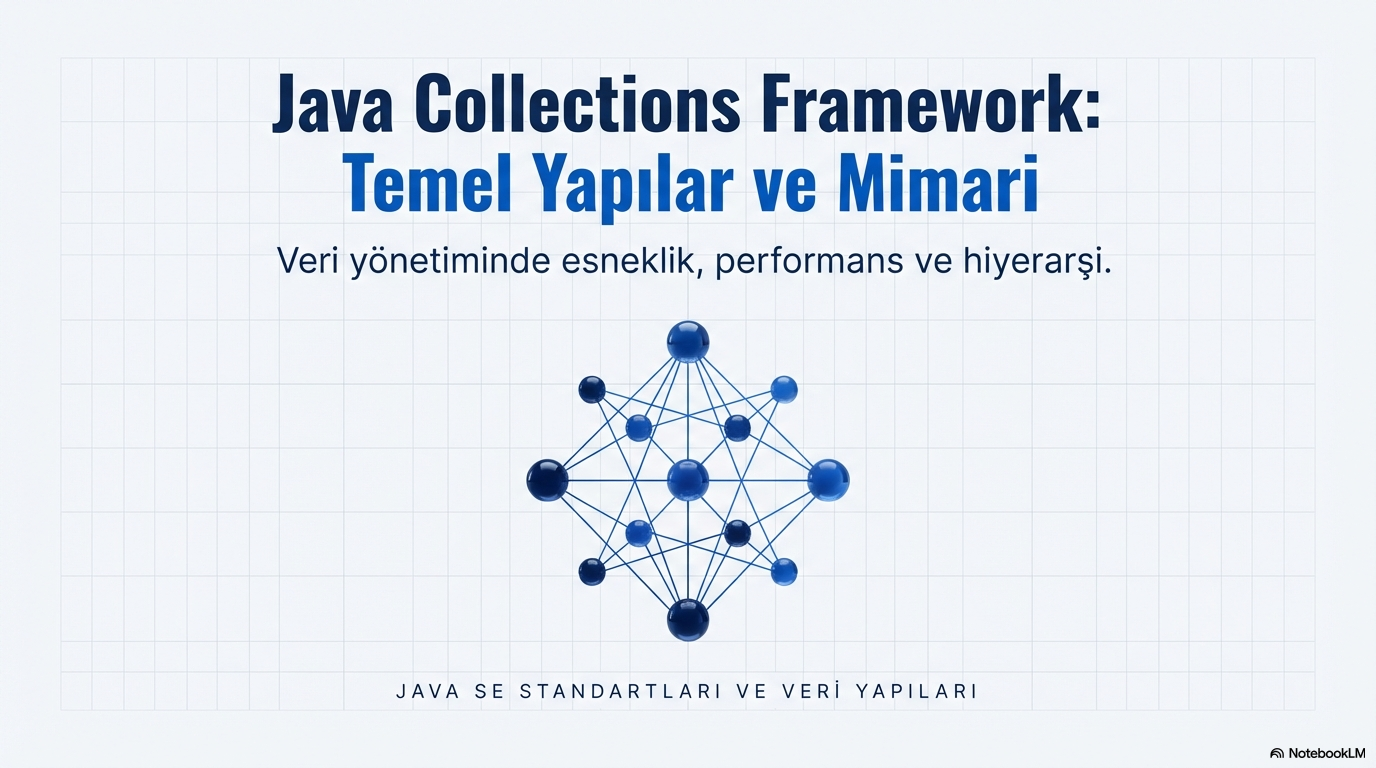 Java Collections Framework:
Temel Yapılar ve Mimari
Veri yönetiminde esneklik, performans ve hiyerarşi.
JAVA SE STANDARTLARI VE VERİ YAPILARI
NotebookLM